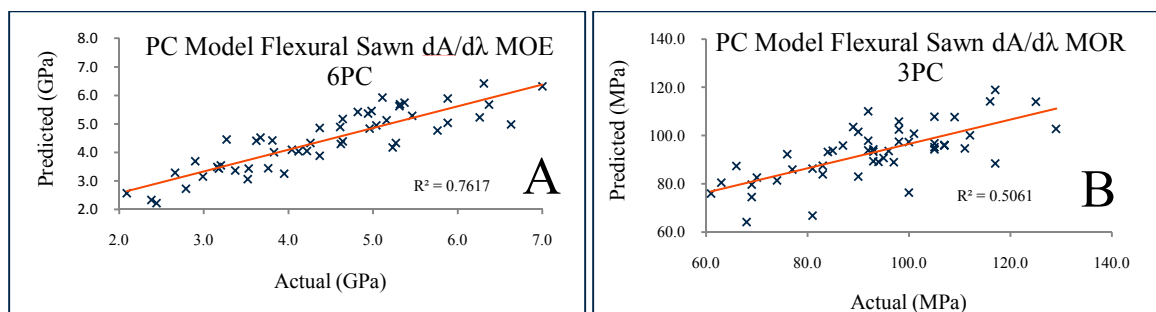 PC Model Flexural Sawn dA/dλ MOE
6PC
Predicted (GPa)
8.0
7.0
6.0
5.0
4.0
3.0
2.0
R² = 0.7617
A
2.0 3.0 4.0 5.0 6.0 7.0
Actual (GPa)
PC Model Flexural Sawn dA/dλ MOR
3PC
Predicted (MPa)
140.0
120.0
100.0
80.0
60.0
R² = 0.5061
B
60.0 80.0 100.0 120.0 140.0
Actual (MPa)